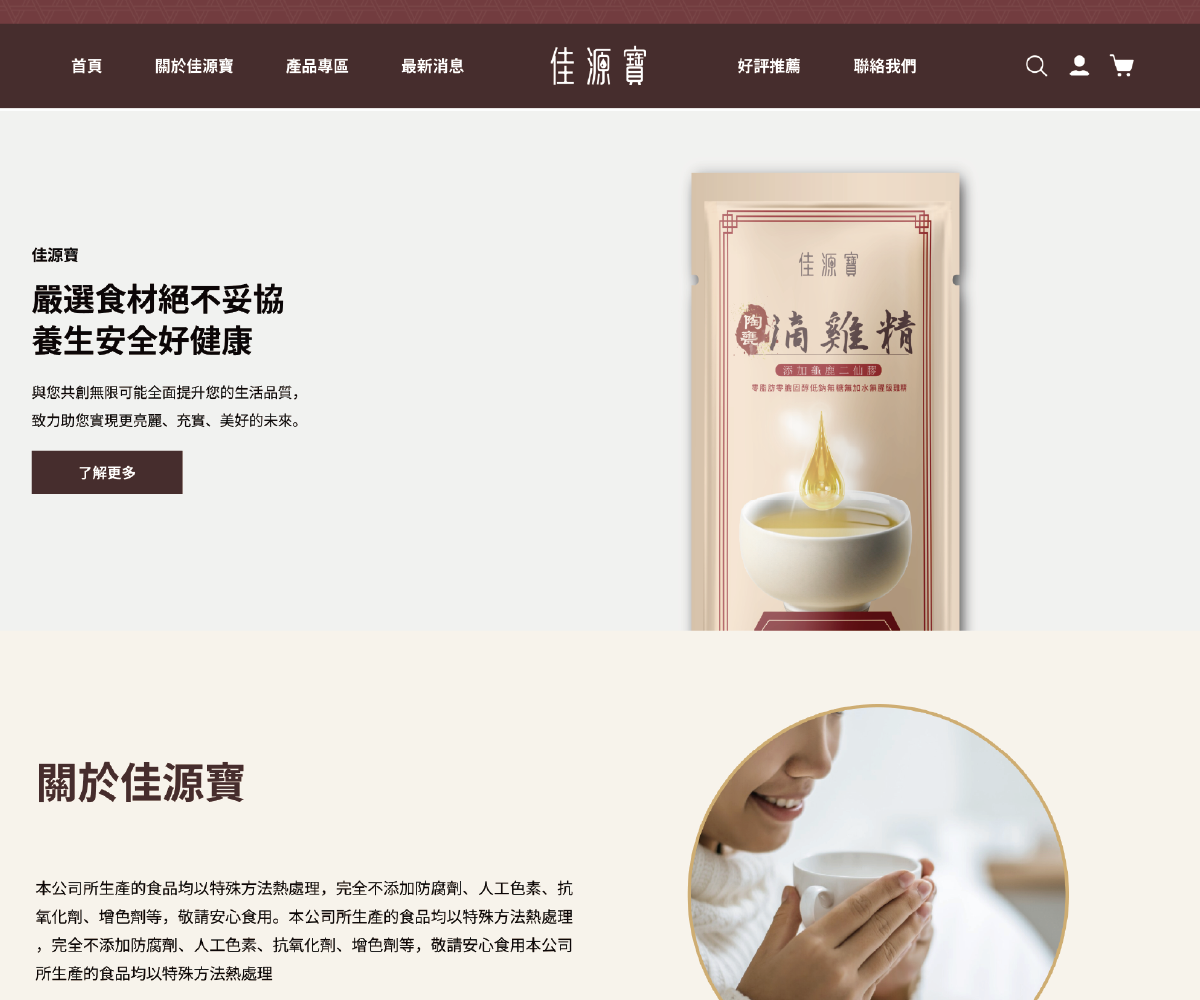 首頁
關於佳源寶
產品專區
最新消息
佳源寶
好評推薦
聯絡我們
佳源寶
嚴選食材絕不妥協
養生安全好健康
與您共創無限可能全面提升您的生活品質，
致力助您實現更亮麗、充實、美好的未來。
了解更多
佳源寶
陶甕
滴雞精
添加龜鹿二仙膠
關於佳源寶
本公司所生產的食品均以特殊方法熱處理，完全不添加防腐劑、人工色素、抗
氧化劑、增色劑等，敬請安心食用。本公司所生產的食品均以特殊方法熱處理
，完全不添加防腐劑、人工色素、抗氧化劑、增色劑等，敬請安心食用本公司
所生產的食品均以特殊方法熱處理